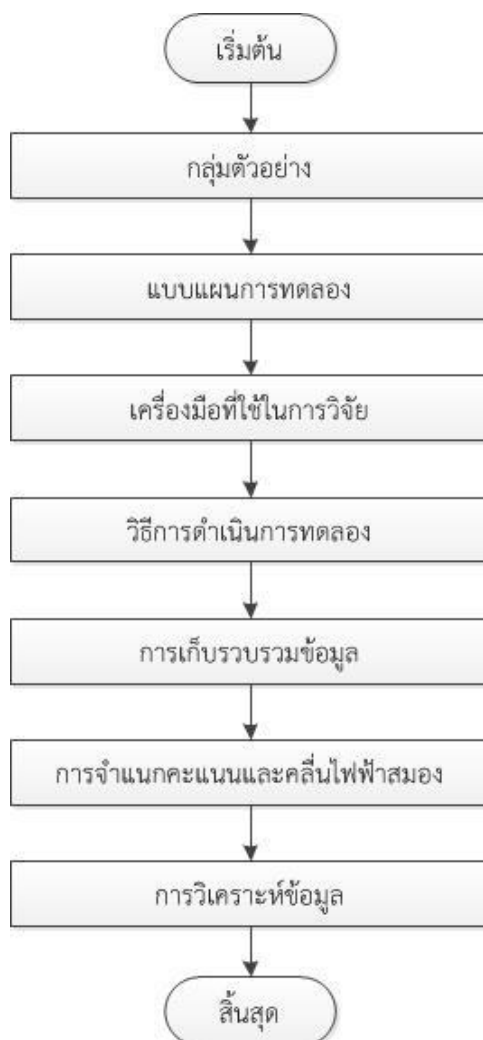 เริ่มต้น
กลุ่มตัวอย่าง
แบบแผนการทดลอง
เครื่องมือที่ใช้ในการวิจัย
วิธีการดำเนินการทดลอง
การเก็บรวบรวมข้อมูล
การจำแนกคะแนนและคลื่นไฟฟ้าสมอง
การวิเคราะห์ข้อมูล
สิ้นสุด